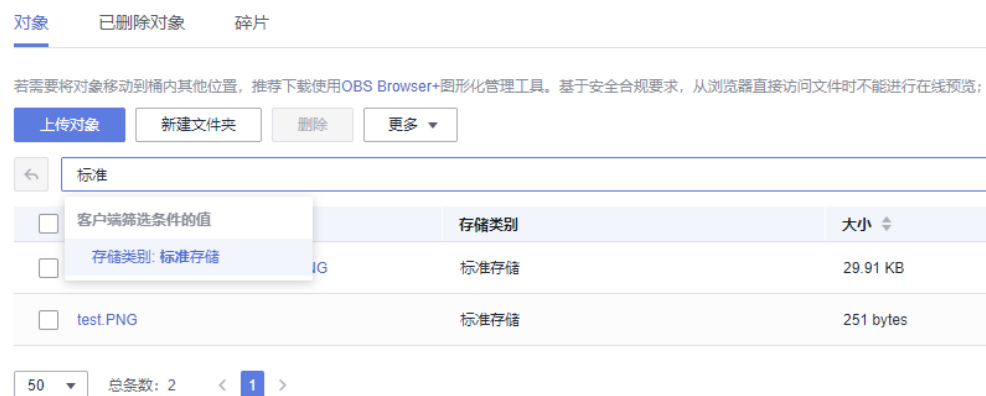 对象 已删除对象 碎片
若需要将对象移动到桶内其他位置，推荐下载使用OBS Browser+图形化管理工具。基于安全合规要求，从浏览器直接访问文件时不能进行在线预览；
上传对象 新建文件夹 删除 更多
标准
客户端筛选条件的值 存储类别 大小
存储类别: 标准存储
标准存储 29.91 KB
test.PNG 标准存储 251 bytes
50 总条数: 2 < 1 >